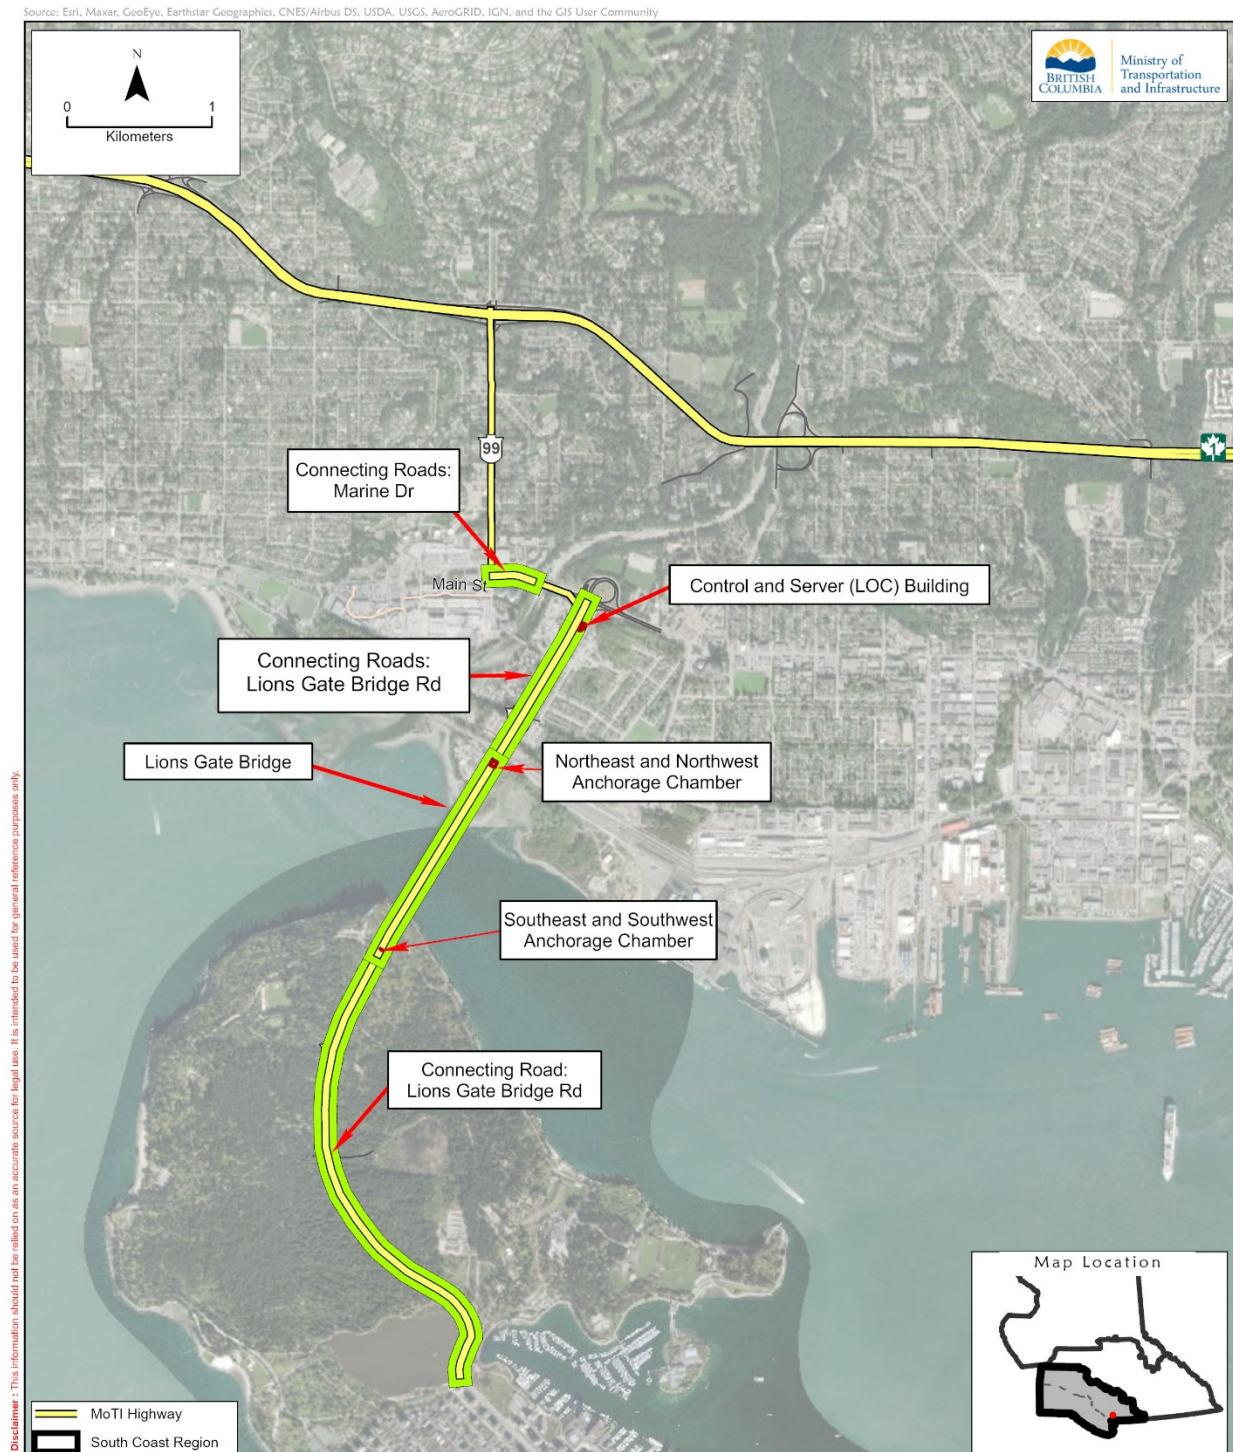 Source: Esri, Maxar, GeoEye, Earthstar Geographics, CNES/Airbus DS, USDA, USGS, AeroGRID, IGN, and the GIS User Community
N
0 1
Kilometers
BRITISH
COLUMBIA
Ministry of
Transportation
and Infrastructure
99
1
Connecting Roads:
Marine Dr
Main St
Control and Server (LOC) Building
Connecting Roads:
Lions Gate Bridge Rd
Lions Gate Bridge
Northeast and Northwest
Anchorage Chamber
Southeast and Southwest
Anchorage Chamber
Connecting Road:
Lions Gate Bridge Rd
Map Location
MoTI Highway
South Coast Region
Disclaimer : This information should not be relied on as an accurate source for legal use. It is intended to be used for general reference purposes only.